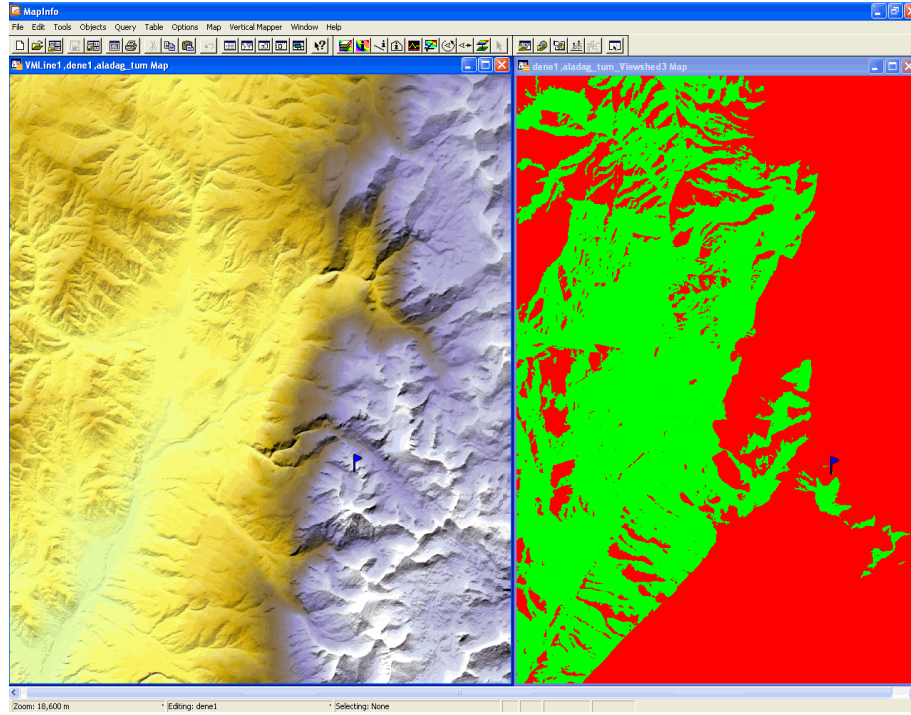 MapInfo
File Edit Tools Objects Query Table Options Map Vertical Mapper Window Help
VMLine1,dene1,aladag_tum Map
dene1,aladag_tum_Viewshed3 Map
Zoom: 18,600 m
Editing: dene1
Selecting: None